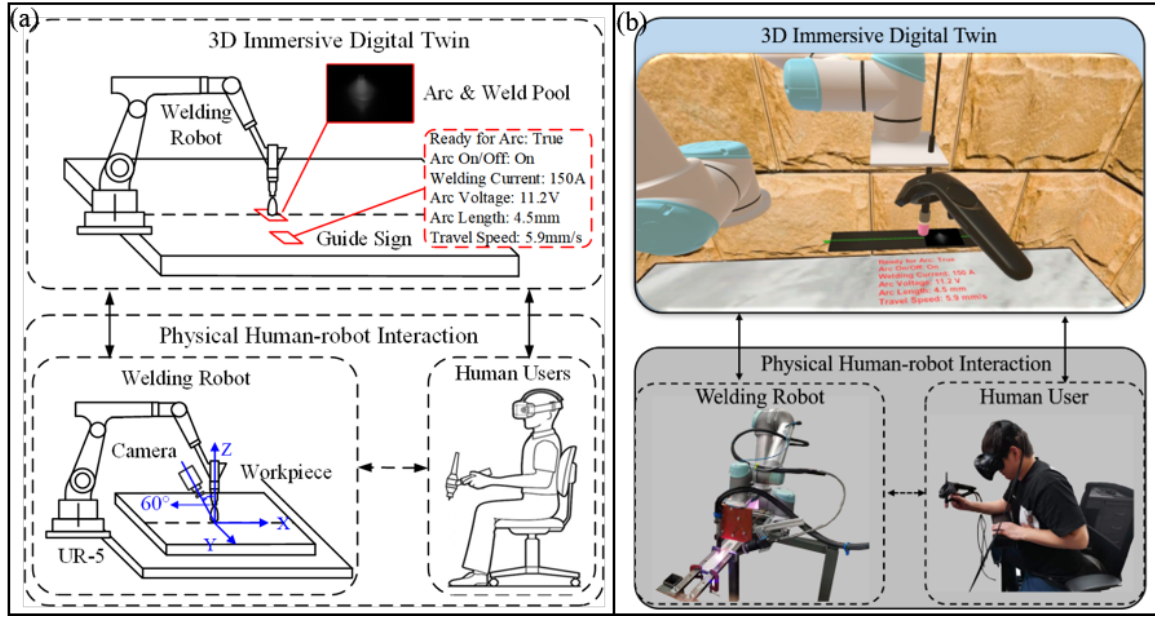 (a)
3D Immersive Digital Twin
Arc & Weld Pool
Welding
Robot
Ready for Arc: True
Arc On/Off: On
Welding Current: 150A
Arc Voltage: 11.2V
Arc Length: 4.5mm
Travel Speed: 5.9mm/s
Guide Sign
Physical Human-robot Interaction
Welding Robot
Human Users
Camera
Z
Workpiece
60°
X
Y
UR-5
(b)
3D Immersive Digital Twin
Ready for Arc: True
Arc On/Off: On
Welding Current: 150 A
Arc Voltage: 11.2 V
Arc Length: 4.5 mm
Travel Speed: 5.9 mm/s
Physical Human-robot Interaction
Welding Robot
Human User